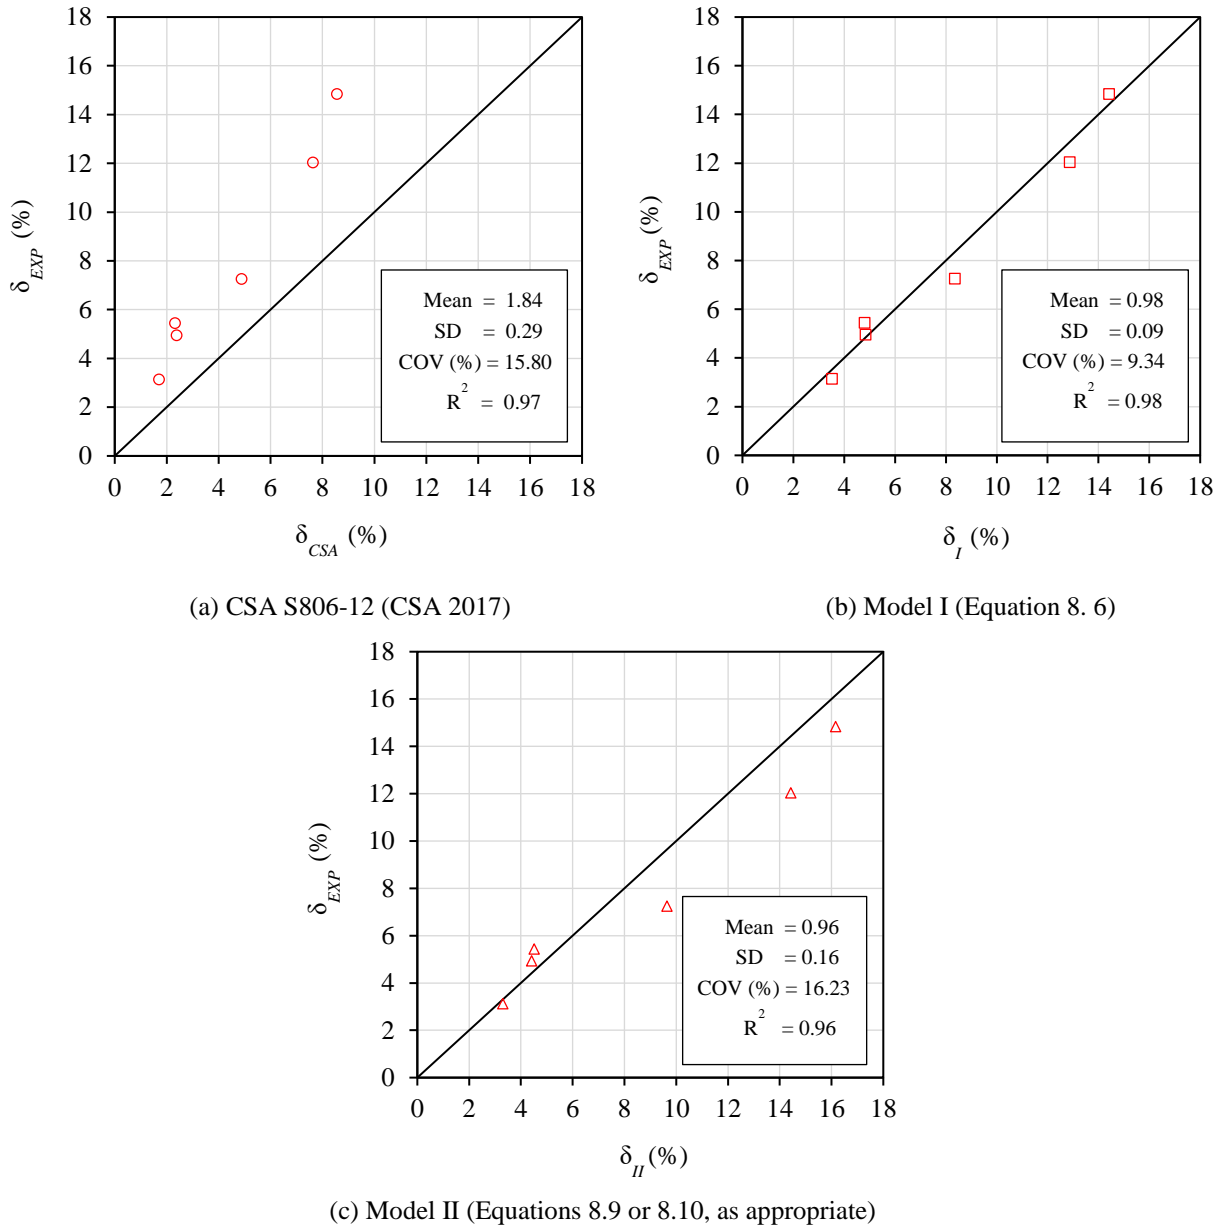 18
16
14
12
10
8
6
4
2
0
δEXP (%)
Mean = 1.84
SD = 0.29
COV (%) = 15.80
R² = 0.97
0 2 4 6 8 10 12 14 16 18
δCSA (%)
(a) CSA S806-12 (CSA 2017)
18
16
14
12
10
8
6
4
2
0
δEXP (%)
Mean = 0.98
SD = 0.09
COV (%) = 9.34
R² = 0.98
0 2 4 6 8 10 12 14 16 18
δI (%)
(b) Model I (Equation 8. 6)
18
16
14
12
10
8
6
4
2
0
δEXP (%)
Mean = 0.96
SD = 0.16
COV (%) = 16.23
R² = 0.96
0 2 4 6 8 10 12 14 16 18
δII (%)
(c) Model II (Equations 8.9 or 8.10, as appropriate)